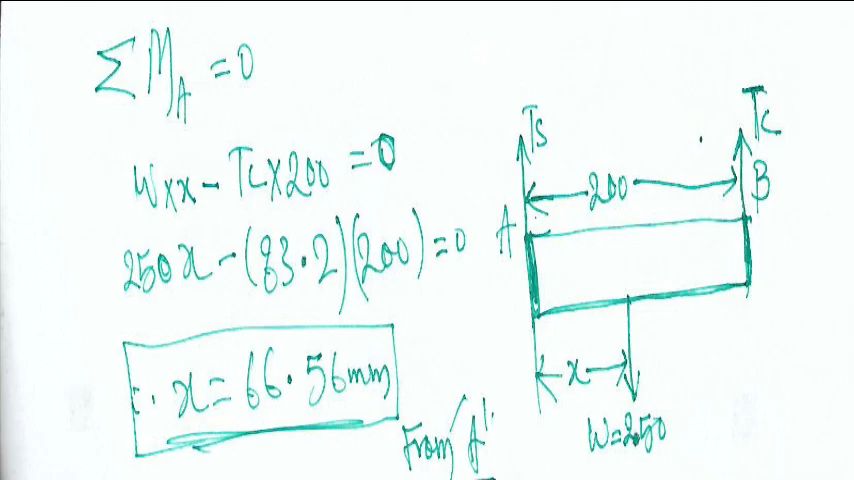 ΣM_A = 0
W×x - Tc×200 = 0
250x - (83.2)(200) = 0
∴ x = 66.56mm
From 'A'
Ts
Tc
200
A
B
x
W=250